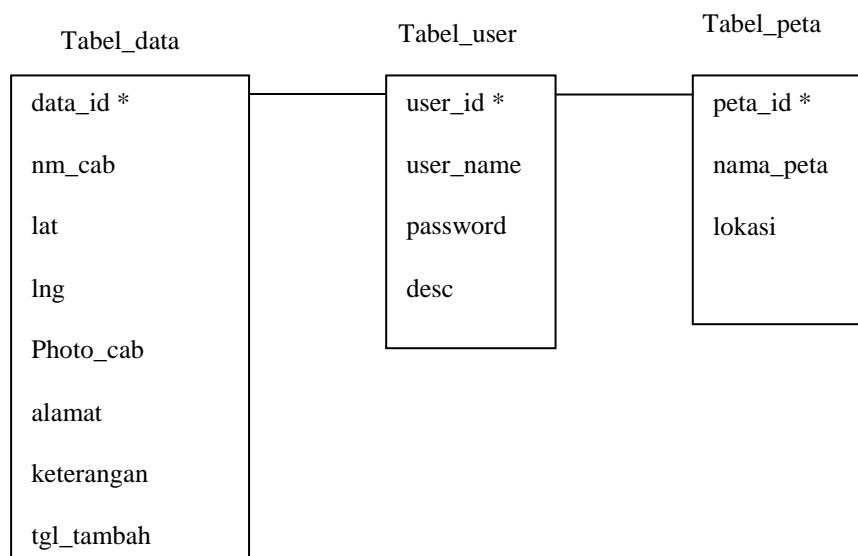 Tabel_data
data_id *
nm_cab
lat
lng
Photo_cab
alamat
keterangan
tgl_tambah
Tabel_user
user_id *
user_name
password
desc
Tabel_peta
peta_id *
nama_peta
lokasi